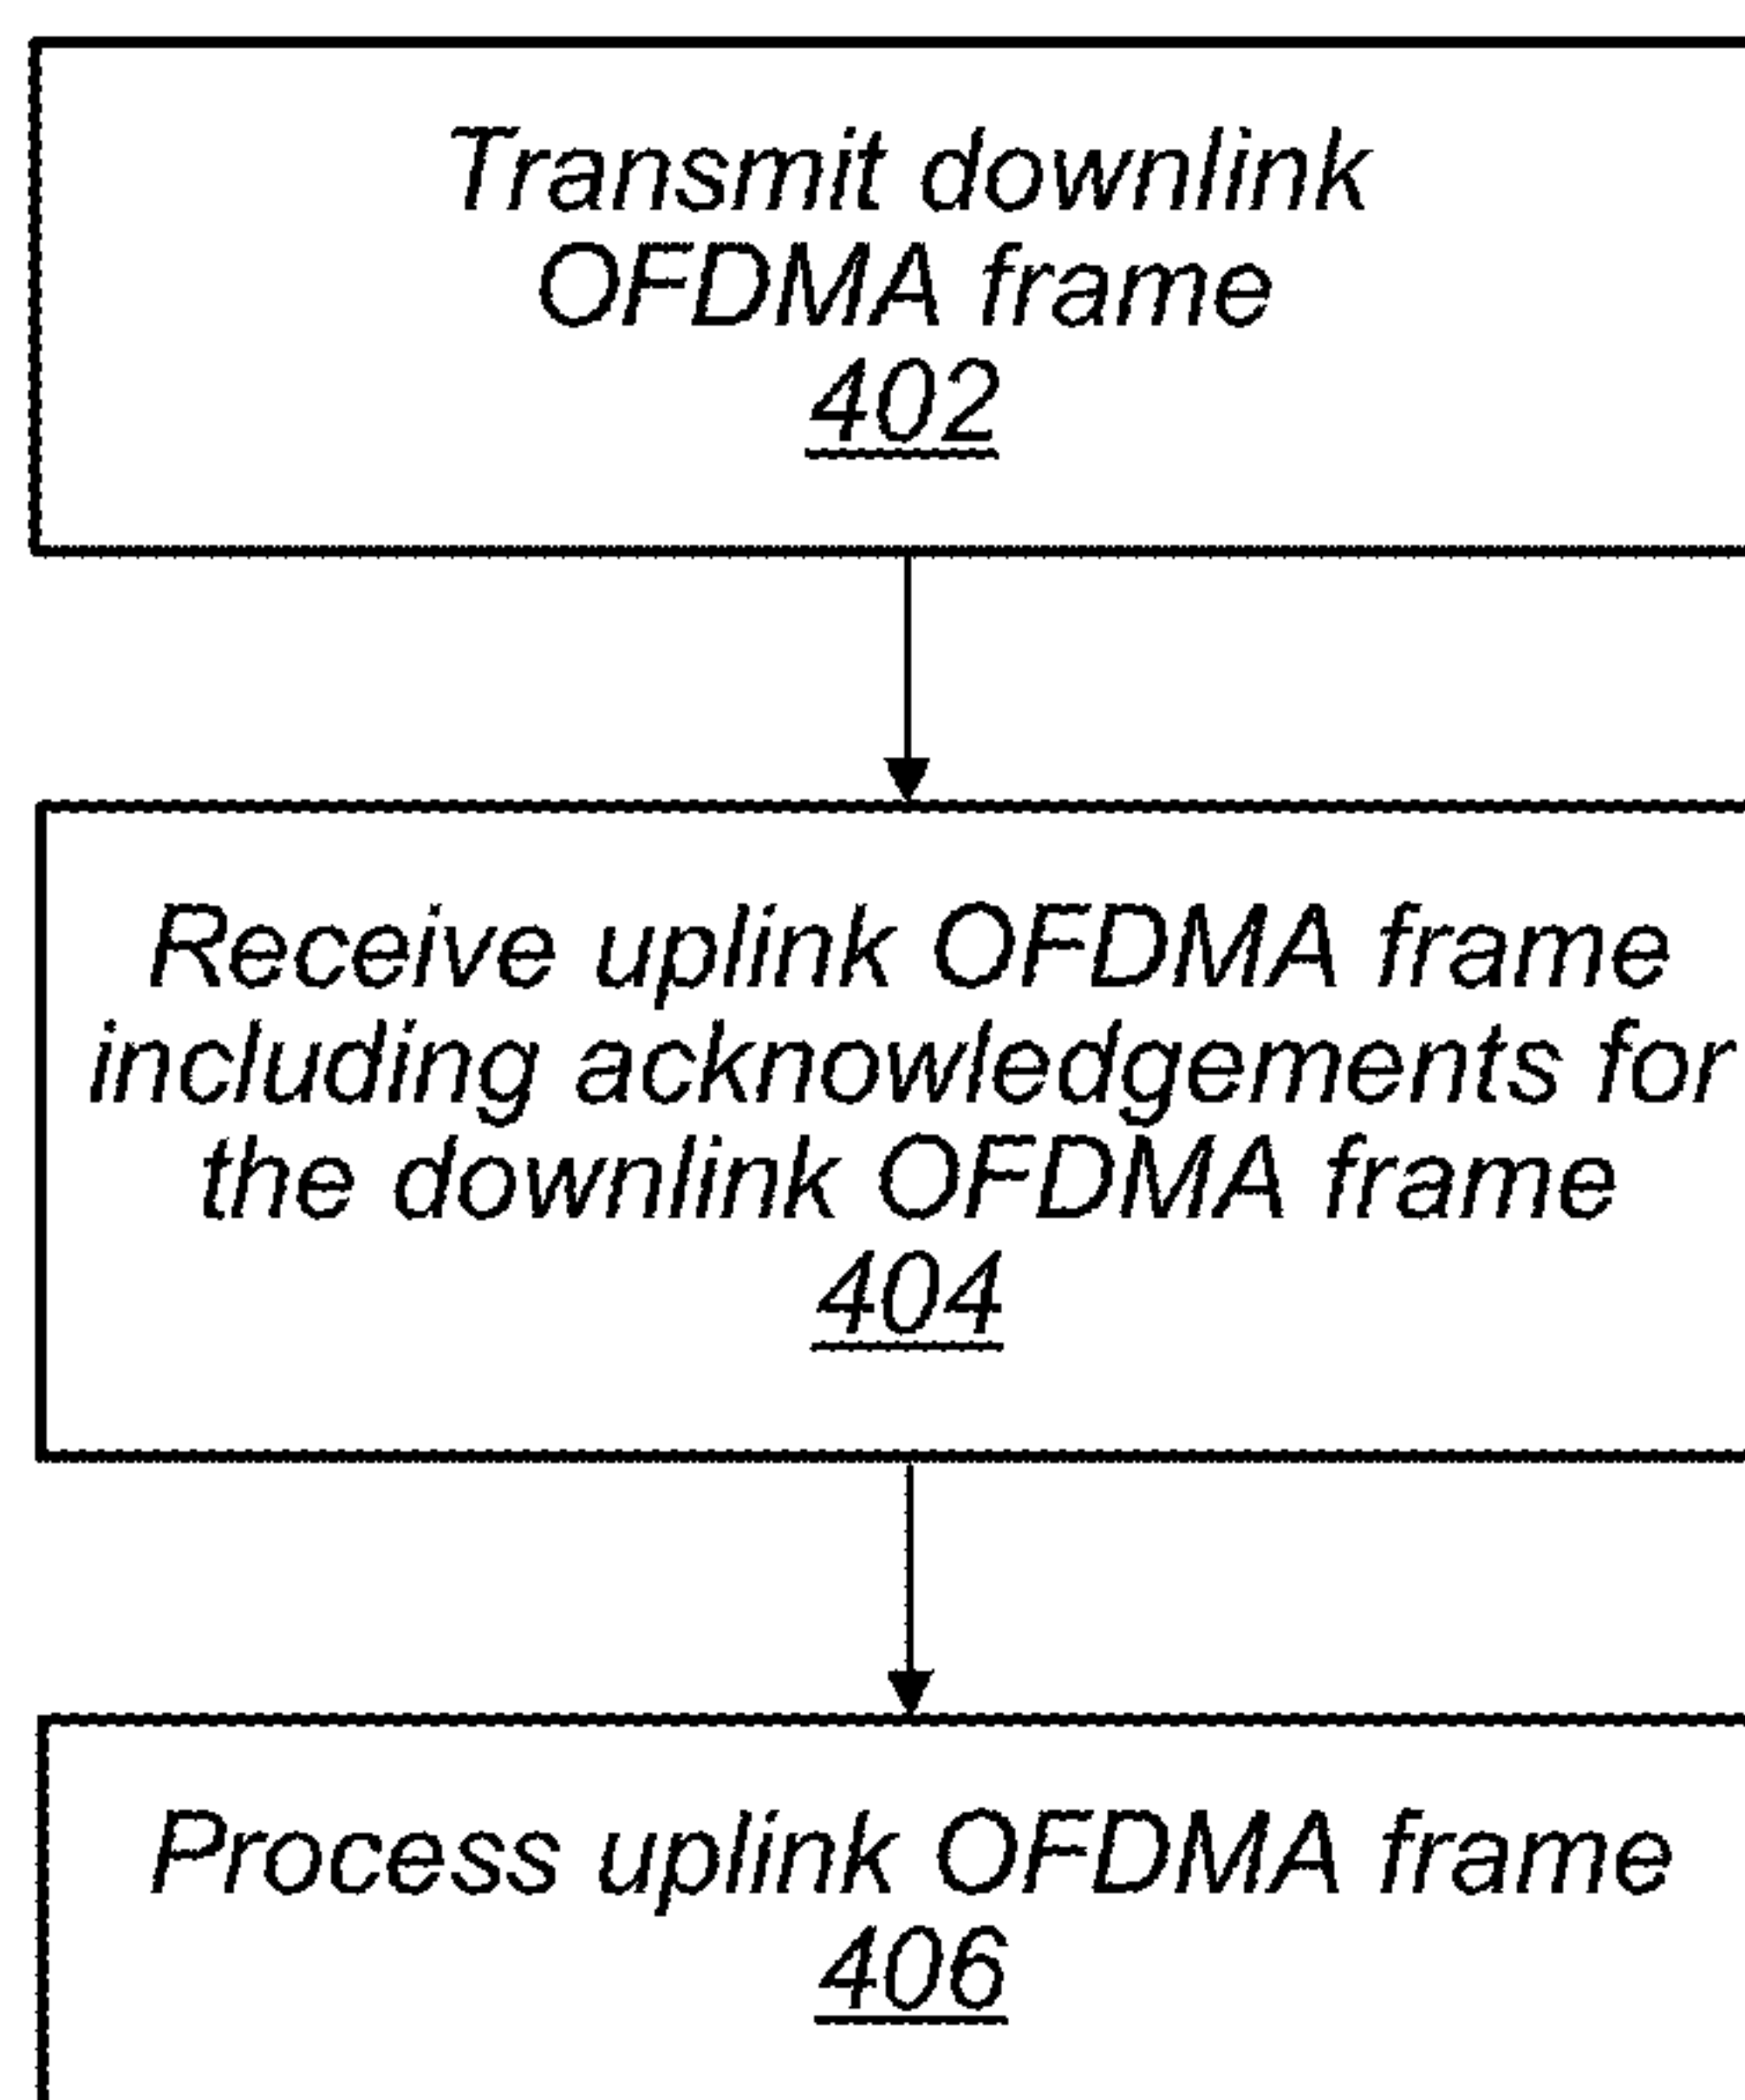 Transmit downlink
OFDMA frame
402
Receive uplink OFDMA frame
including acknowledgements for
the downlink OFDMA frame
404
Process uplink OFDMA frame
406